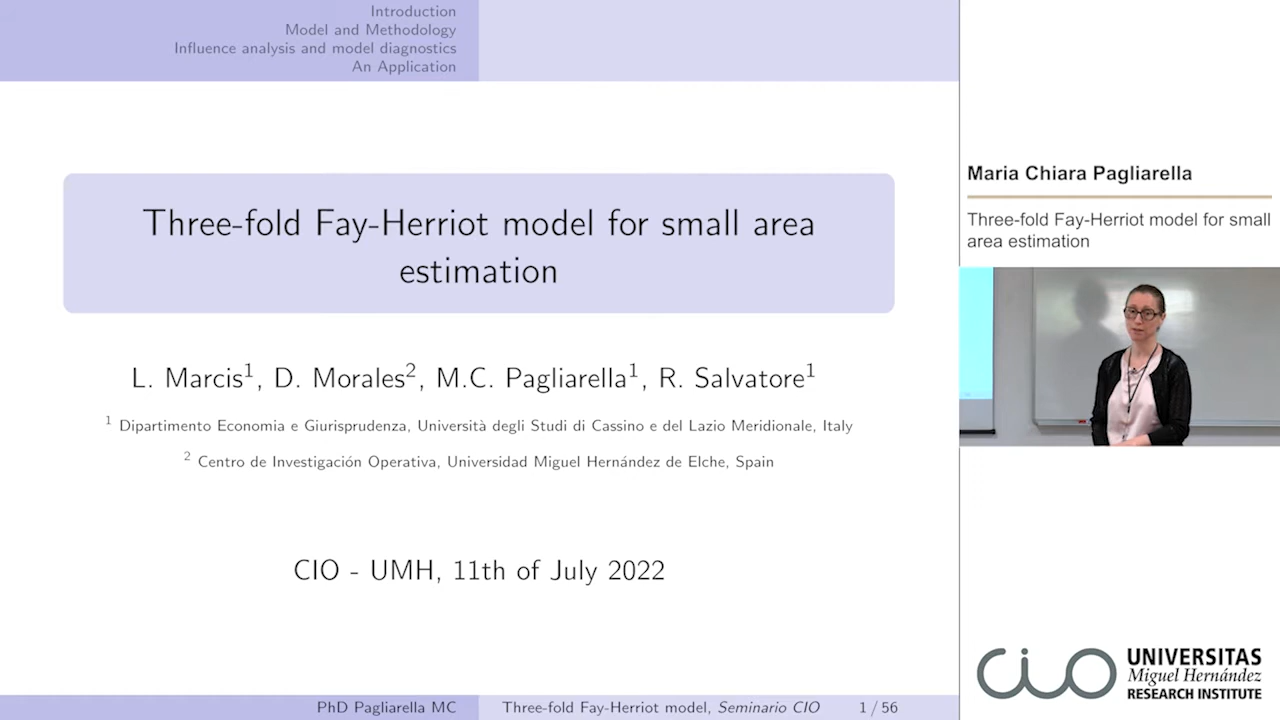 Introduction
Model and Methodology
Influence analysis and model diagnostics
An Application
Three-fold Fay-Herriot model for small area
estimation
L. Marcis1, D. Morales2, M.C. Pagliarella1, R. Salvatore1
1 Dipartimento Economia e Giurisprudenza, Università degli Studi di Cassino e del Lazio Meridionale, Italy
2 Centro de Investigación Operativa, Universidad Miguel Hernández de Elche, Spain
CIO - UMH, 11th of July 2022
PhD Pagliarella MC
Three-fold Fay-Herriot model, Seminario CIO
1 / 56
Maria Chiara Pagliarella
Three-fold Fay-Herriot model for small
area estimation
cio
UNIVERSITAS
Miguel Hernández
RESEARCH INSTITUTE